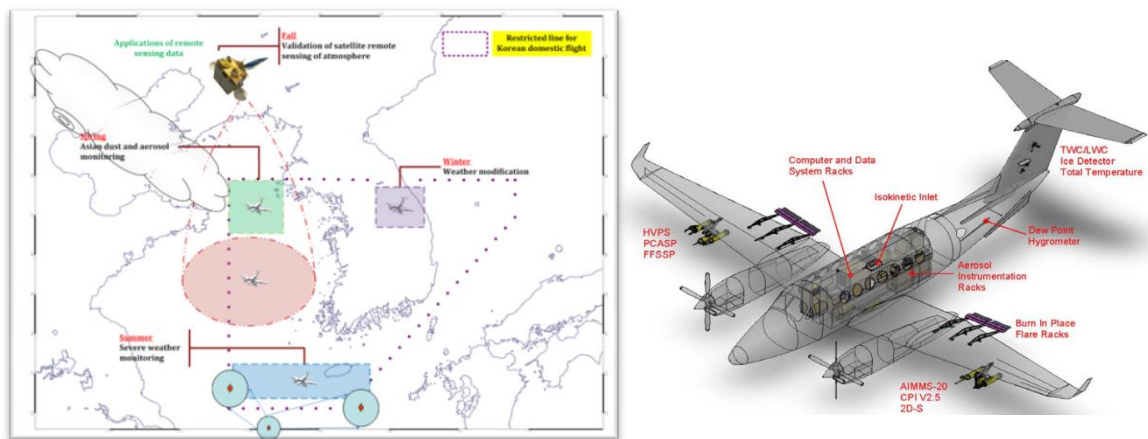 Applications of remote
sensing data
Fall
Validation of satellite remote
sensing of atmosphere
Restricted line for
Korean domestic flight
Spring
Asian dust and aerosol
monitoring
Winter
Weather modification
Summer
Severe weather
monitoring
TWC/LWC
Ice Detector
Total Temperature
Computer and Data
System Racks
Isokinetic Inlet
HVPS
PCASP
FFSSP
Dew Point
Hygrometer
Aerosol
Instrumentation
Racks
Burn In Place
Flare Racks
AIMMS-20
CPI V2.5
2D-S